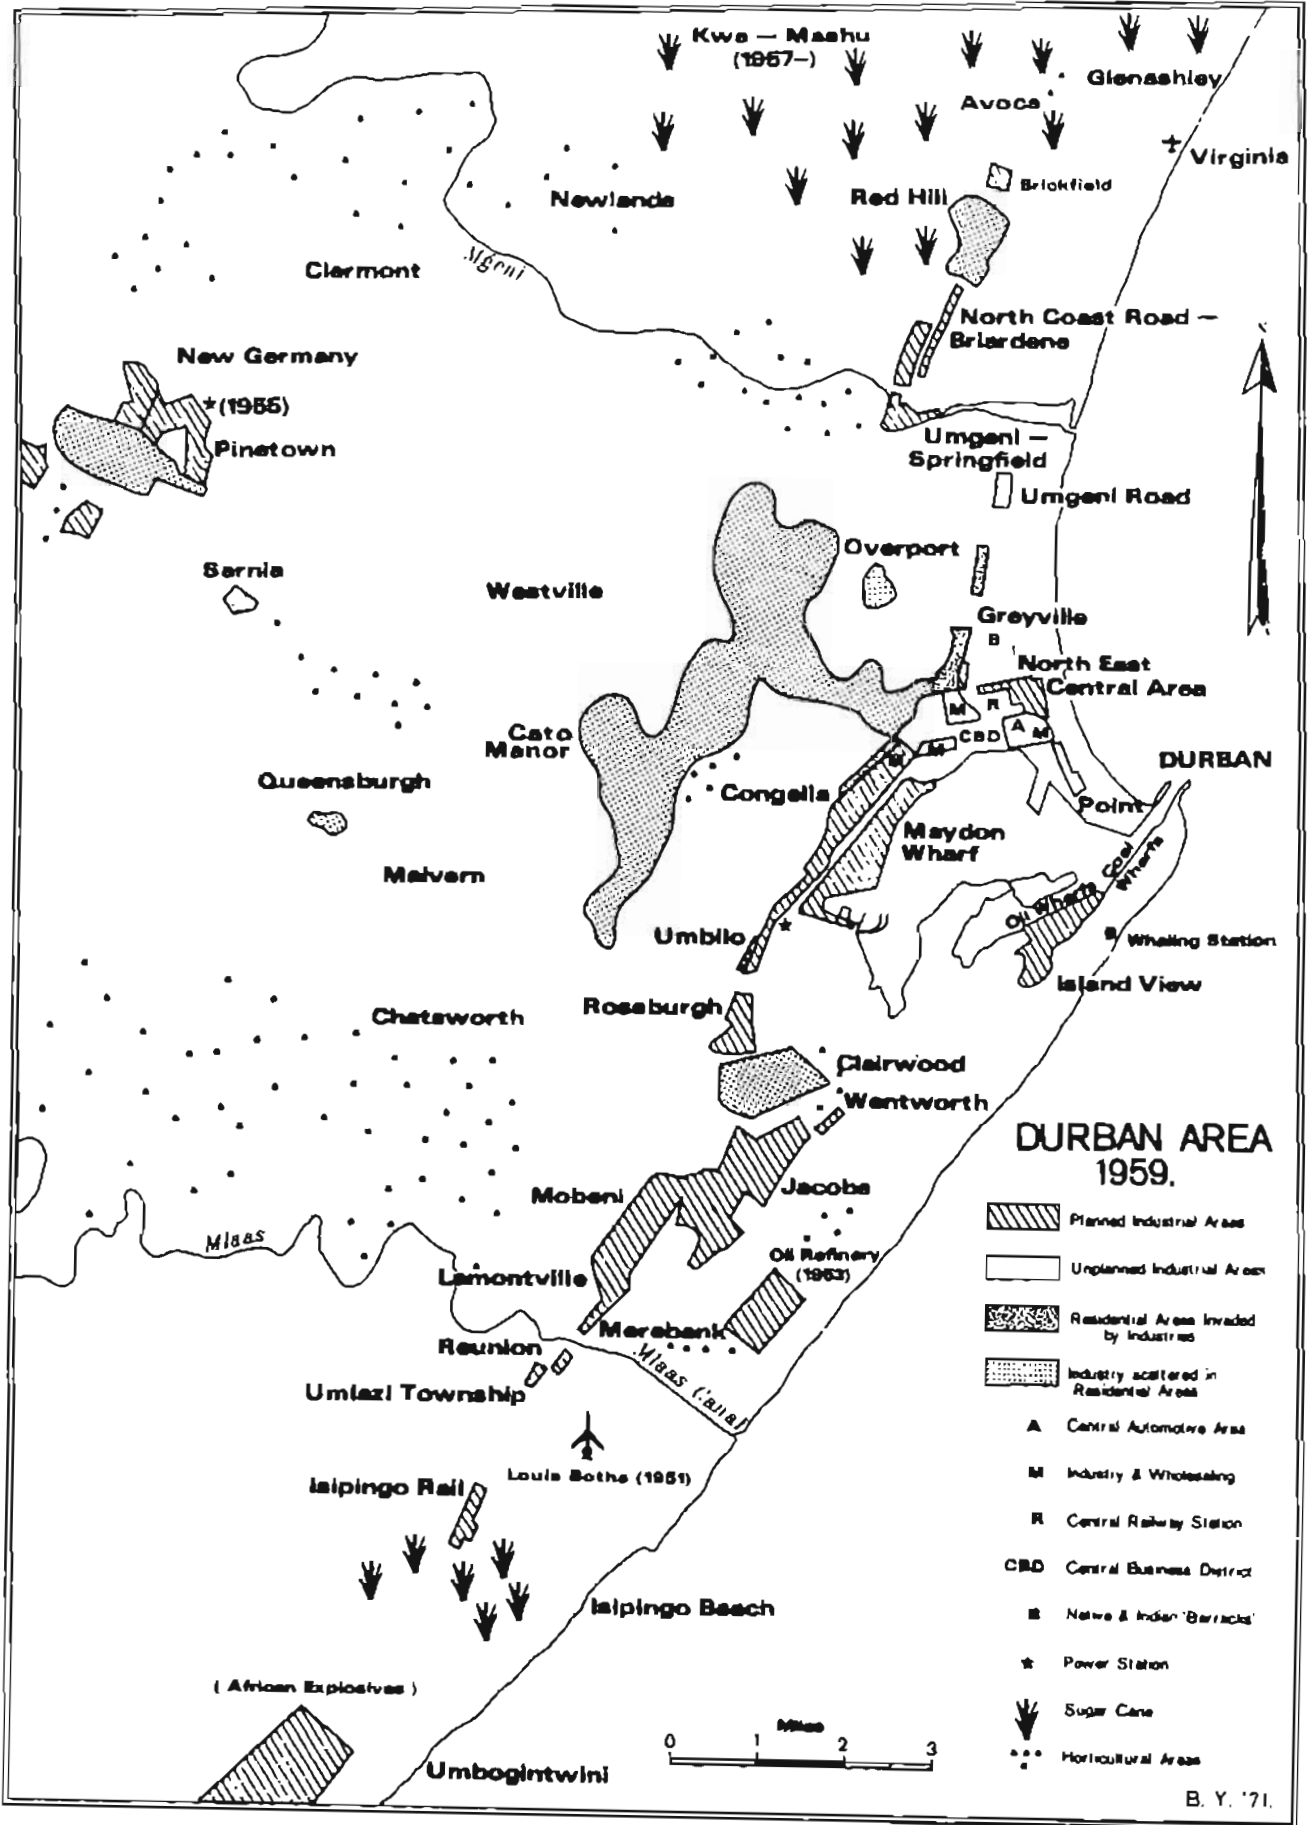 Kwa – Mashu
(1957–)
Glenashley
Avoca
Virginia
Brickfield
Red Hill
Newlands
Clermont
Mgeni
North Coast Road –
Briardene
New Germany
(1955)
Pinetown
Umgeni –
Springfield
Umgeni Road
Overport
Sarnia
Westville
Greyville
B
North East
Central Area
M
R
A
M
CBD
M
M
Cato
Manor
DURBAN
Queensburgh
Congella
Point
Maydon
Wharf
Coal
Wharfs
Malvern
Oil Wharfs
Umbilo
B
Whaling Station
Island View
Rossburgh
Chatsworth
Clairwood
Wentworth
DURBAN AREA
1959.
Jacobs
Mobeni
Planned Industrial Areas
Mlaas
Oil Refinery
(1953)
Unplanned Industrial Areas
Lamontville
Merebank
Residential Areas Invaded
by Industries
Reunion
Mlaas Canal
Industry scattered in
Residential Areas
Umlazi Township
A Central Automotive Area
Louis Botha (1951)
M Industry & Wholesaling
Isipingo Rail
R Central Railway Station
CBD Central Business District
Isipingo Beach
B Native & Indian 'Barracks'
Power Station
(African Explosives)
Sugar Cane
Miles
0 1 2 3
Horticultural Areas
Umbogintwini
B. Y. '71.